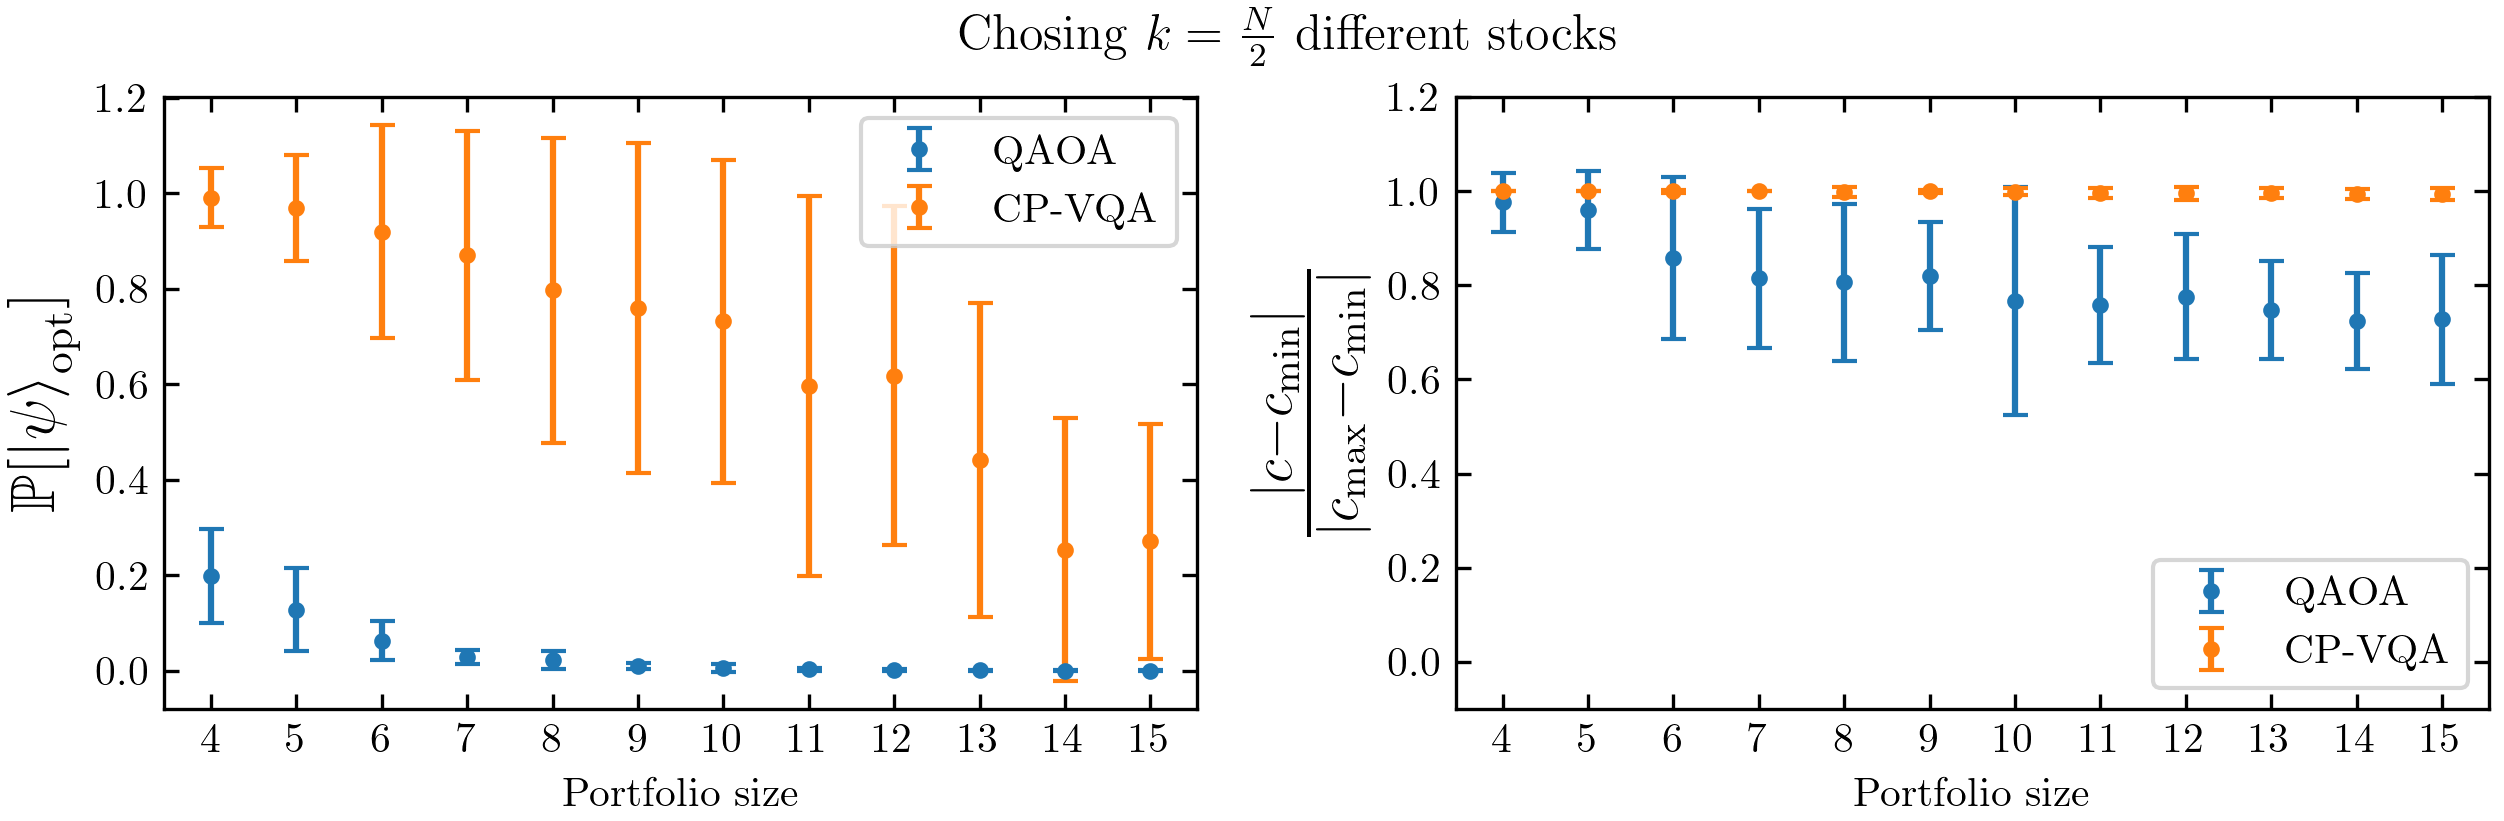 Chosing k = N/2 different stocks
ℙ[|ψ⟩opt]
1.2
1.0
0.8
0.6
0.4
0.2
0.0
QAOA
CP-VQA
4 5 6 7 8 9 10 11 12 13 14 15
Portfolio size
|c−cmin|
|cmax−cmin|
1.2
1.0
0.8
0.6
0.4
0.2
0.0
QAOA
CP-VQA
4 5 6 7 8 9 10 11 12 13 14 15
Portfolio size